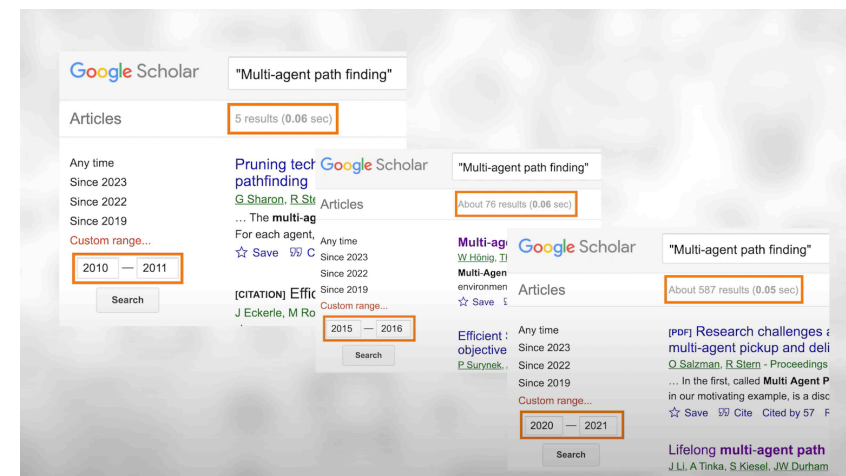 Google Scholar
"Multi-agent path finding"
Articles
5 results (0.06 sec)
Any time
Since 2023
Since 2022
Since 2019
Custom range...
2010 — 2011
Search
Pruning tech
pathfinding
G Sharon, R Ste
… The multi-ag
For each agent,
Save
[CITATION] Effic
J Eckerle, M Ro
Google Scholar
"Multi-agent path finding"
Articles
About 76 results (0.06 sec)
Any time
Since 2023
Since 2022
Since 2019
Custom range...
2015 — 2016
Search
Multi-ag
W Hönig,
Multi-Agen
environmen
Save
Efficient
objective
P Surynek,
Google Scholar
"Multi-agent path finding"
Articles
About 587 results (0.05 sec)
Any time
Since 2023
Since 2022
Since 2019
Custom range...
2020 — 2021
Search
[PDF] Research challenges
multi-agent pickup and deli
O Salzman, R Stern - Proceedings
… In the first, called Multi Agent P
in our motivating example, is a disc
Save Cite Cited by 57
Lifelong multi-agent path
J Li, A Tinka, S Kiesel, JW Durham